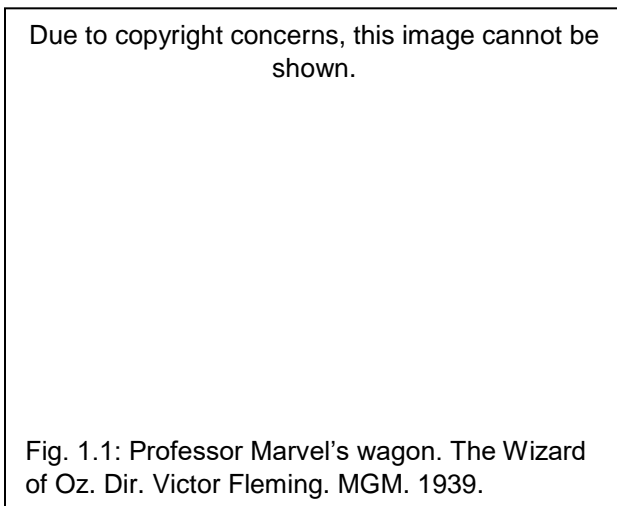 Due to copyright concerns, this image cannot be
shown.
Fig. 1.1: Professor Marvel’s wagon. The Wizard
of Oz. Dir. Victor Fleming. MGM. 1939.